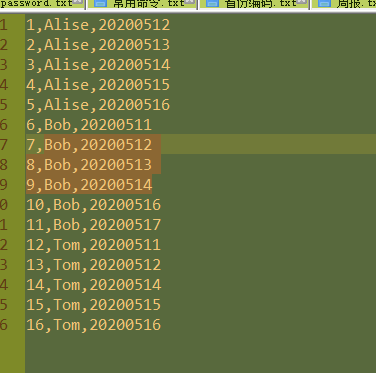 password.txt 常用命令.txt 省份编码.txt 周报.txt
1 1,Alise,20200512
2 2,Alise,20200513
3 3,Alise,20200514
4 4,Alise,20200515
5 5,Alise,20200516
6 6,Bob,20200511
7 7,Bob,20200512
8 8,Bob,20200513
9 9,Bob,20200514
0 10,Bob,20200516
1 11,Bob,20200517
2 12,Tom,20200511
3 13,Tom,20200512
4 14,Tom,20200514
5 15,Tom,20200515
6 16,Tom,20200516